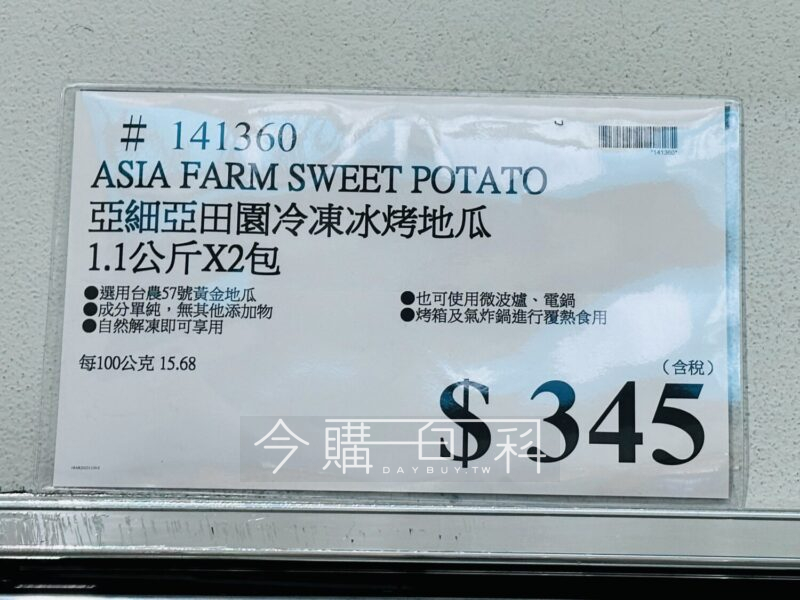 # 141360
*141360*
ASIA FARM SWEET POTATO
亞細亞田園冷凍冰烤地瓜
1.1公斤X2包
●選用台農57號黃金地瓜
●成分單純，無其他添加物
●自然解凍即可享用
●也可使用微波爐、電鍋
●烤箱及氣炸鍋進行覆熱食用
每100公克 15.68
（含稅）
$ 345
今購百科
DAYBUY.TW